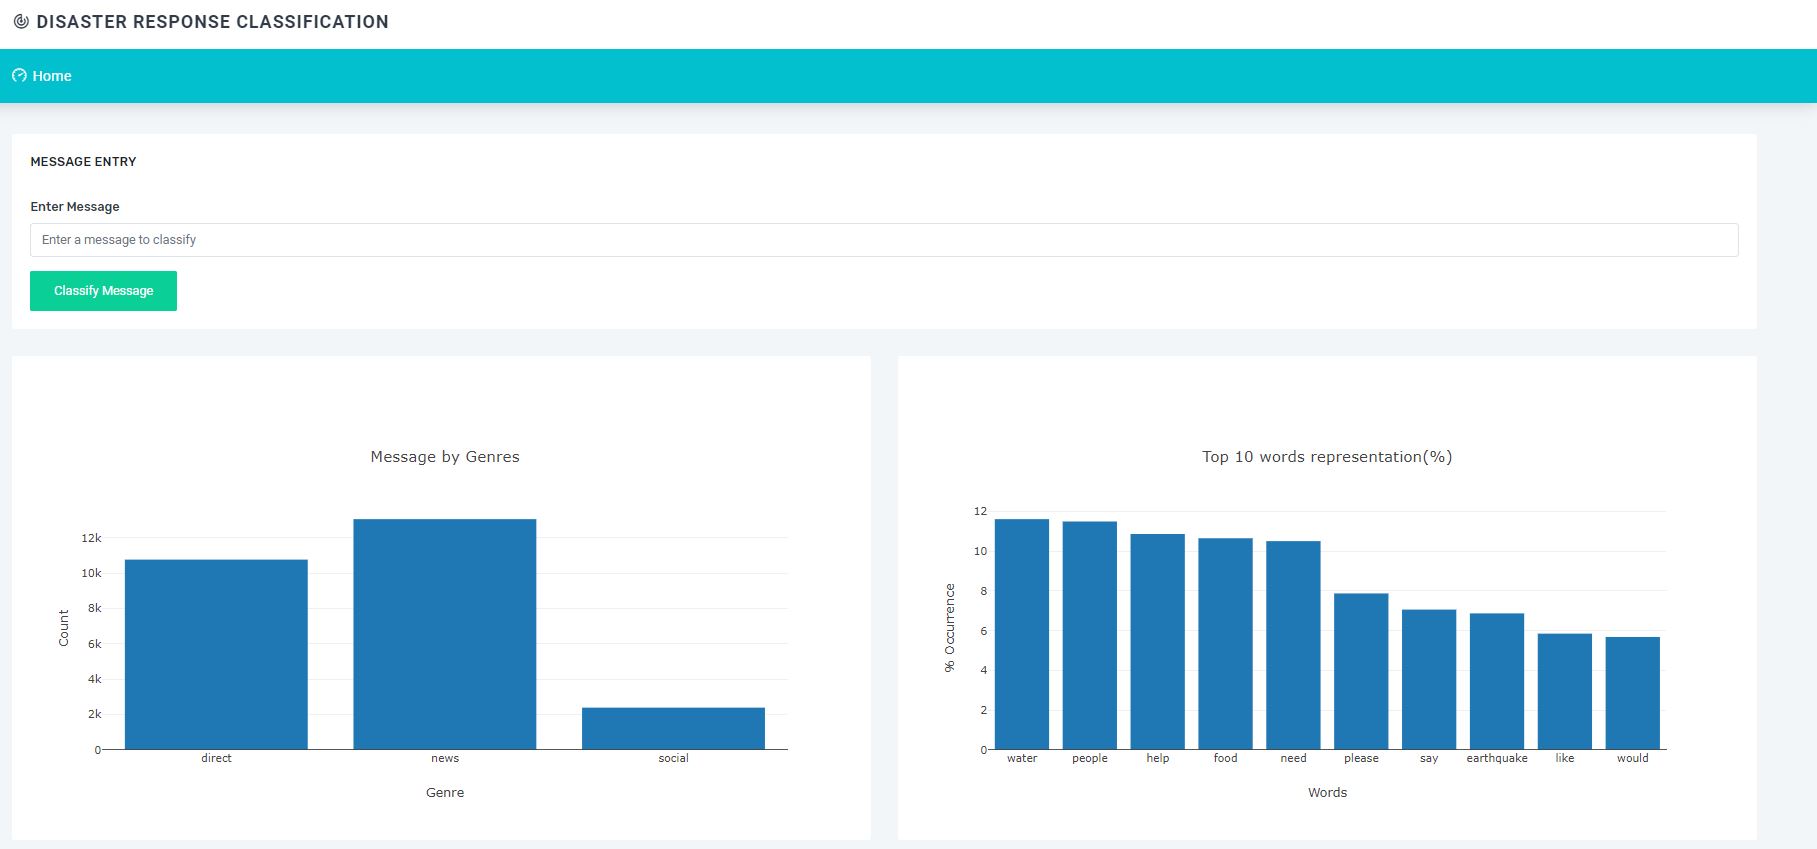 DISASTER RESPONSE CLASSIFICATION
Home
MESSAGE ENTRY
Enter Message
Enter a message to classify
Classify Message
Message by Genres
12k
10k
8k
6k
4k
2k
0
Count
direct news social
Genre
Top 10 words representation(%)
12
10
8
6
4
2
0
% Occurrence
water people help food need please say earthquake like would
Words